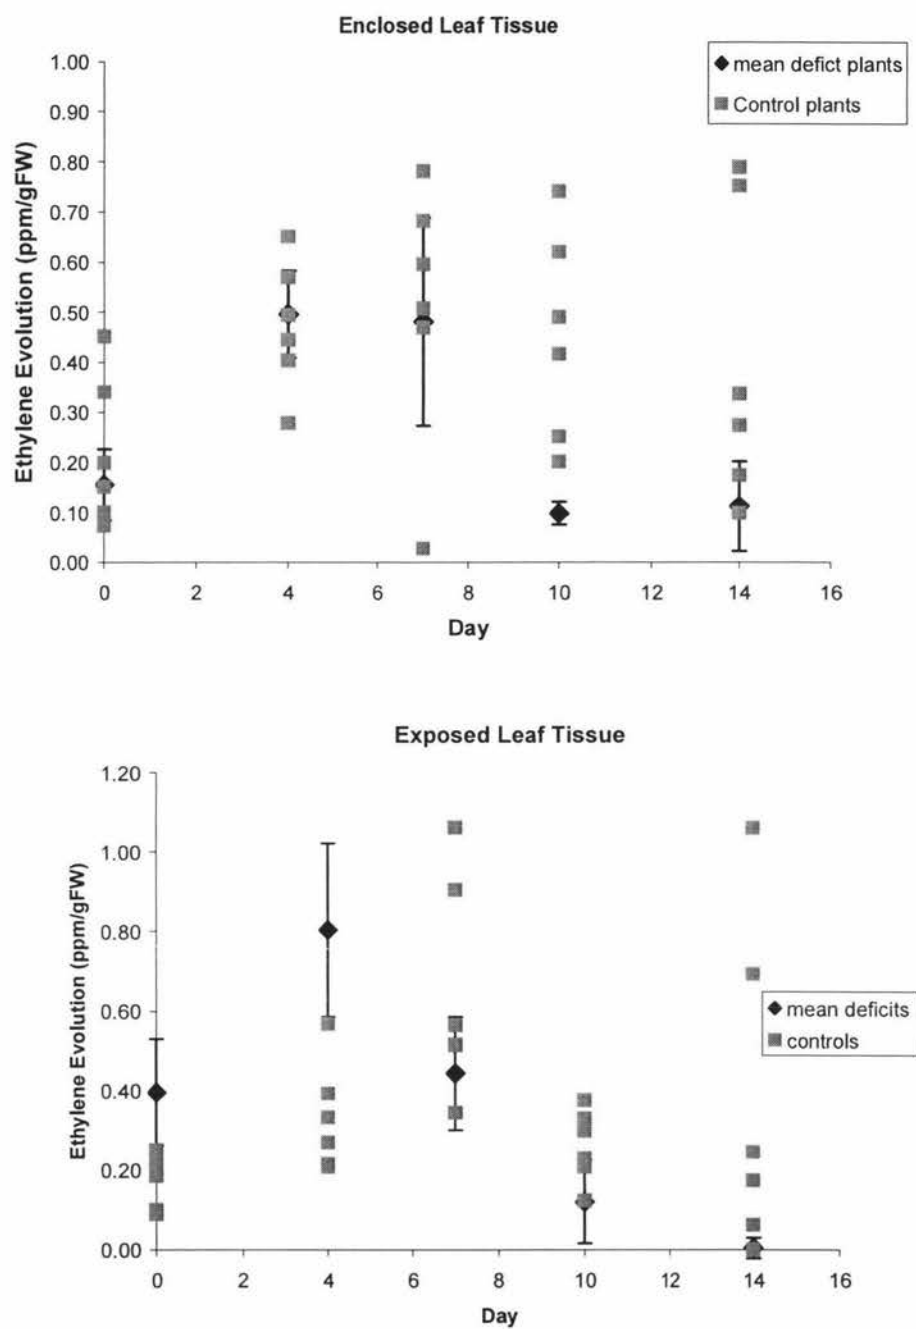 Enclosed Leaf Tissue
mean defict plants
Control plants
Ethylene Evolution (ppm/gFW)
1.00
0.90
0.80
0.70
0.60
0.50
0.40
0.30
0.20
0.10
0.00
0 2 4 6 8 10 12 14 16
Day
Exposed Leaf Tissue
mean deficits
controls
Ethylene Evolution (ppm/gFW)
1.20
1.00
0.80
0.60
0.40
0.20
0.00
0 2 4 6 8 10 12 14 16
Day